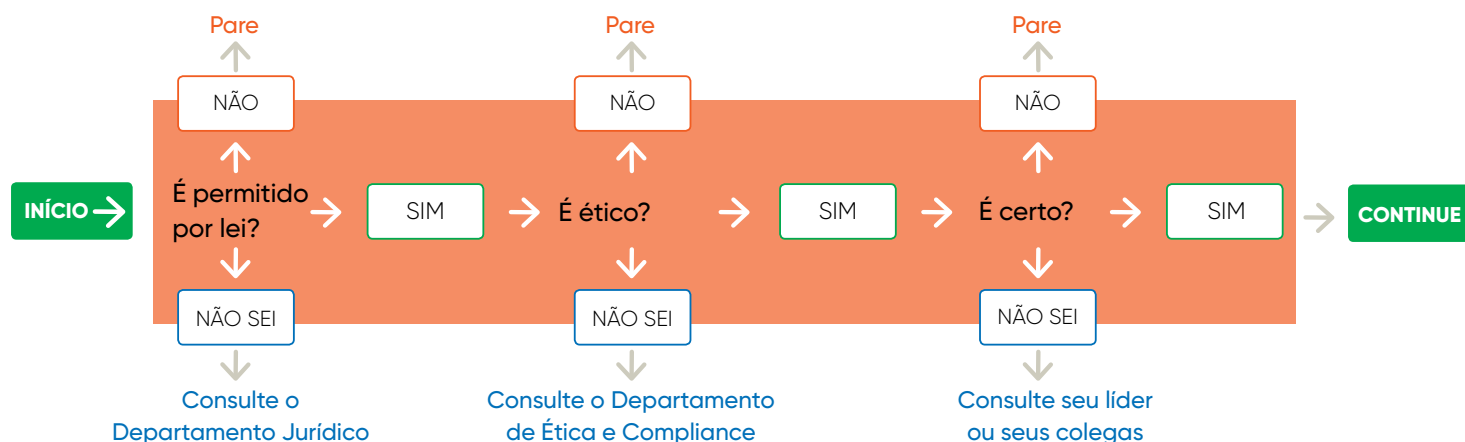 Pare
Pare
Pare
NÃO
NÃO
NÃO
INÍCIO
É permitido
por lei?
SIM
É ético?
SIM
É certo?
SIM
CONTINUE
NÃO SEI
NÃO SEI
NÃO SEI
Consulte o
Departamento Jurídico
Consulte o Departamento
de Ética e Compliance
Consulte seu líder
ou seus colegas